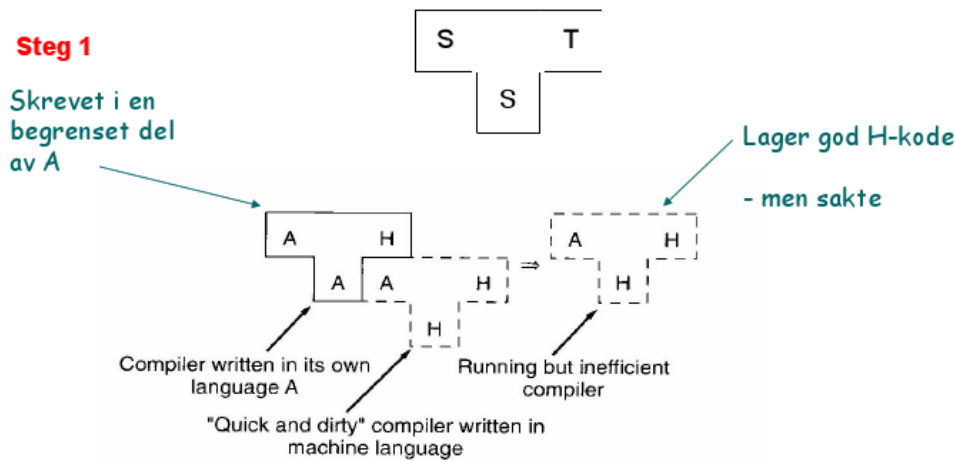 S T
Steg 1
S
Skrevet i en
begrenset del
av A
Lager god H-kode
- men sakte
A H
A H
A A H
⇒
H
H
Compiler written in its own
language A
Running but inefficient
compiler
"Quick and dirty" compiler written in
machine language